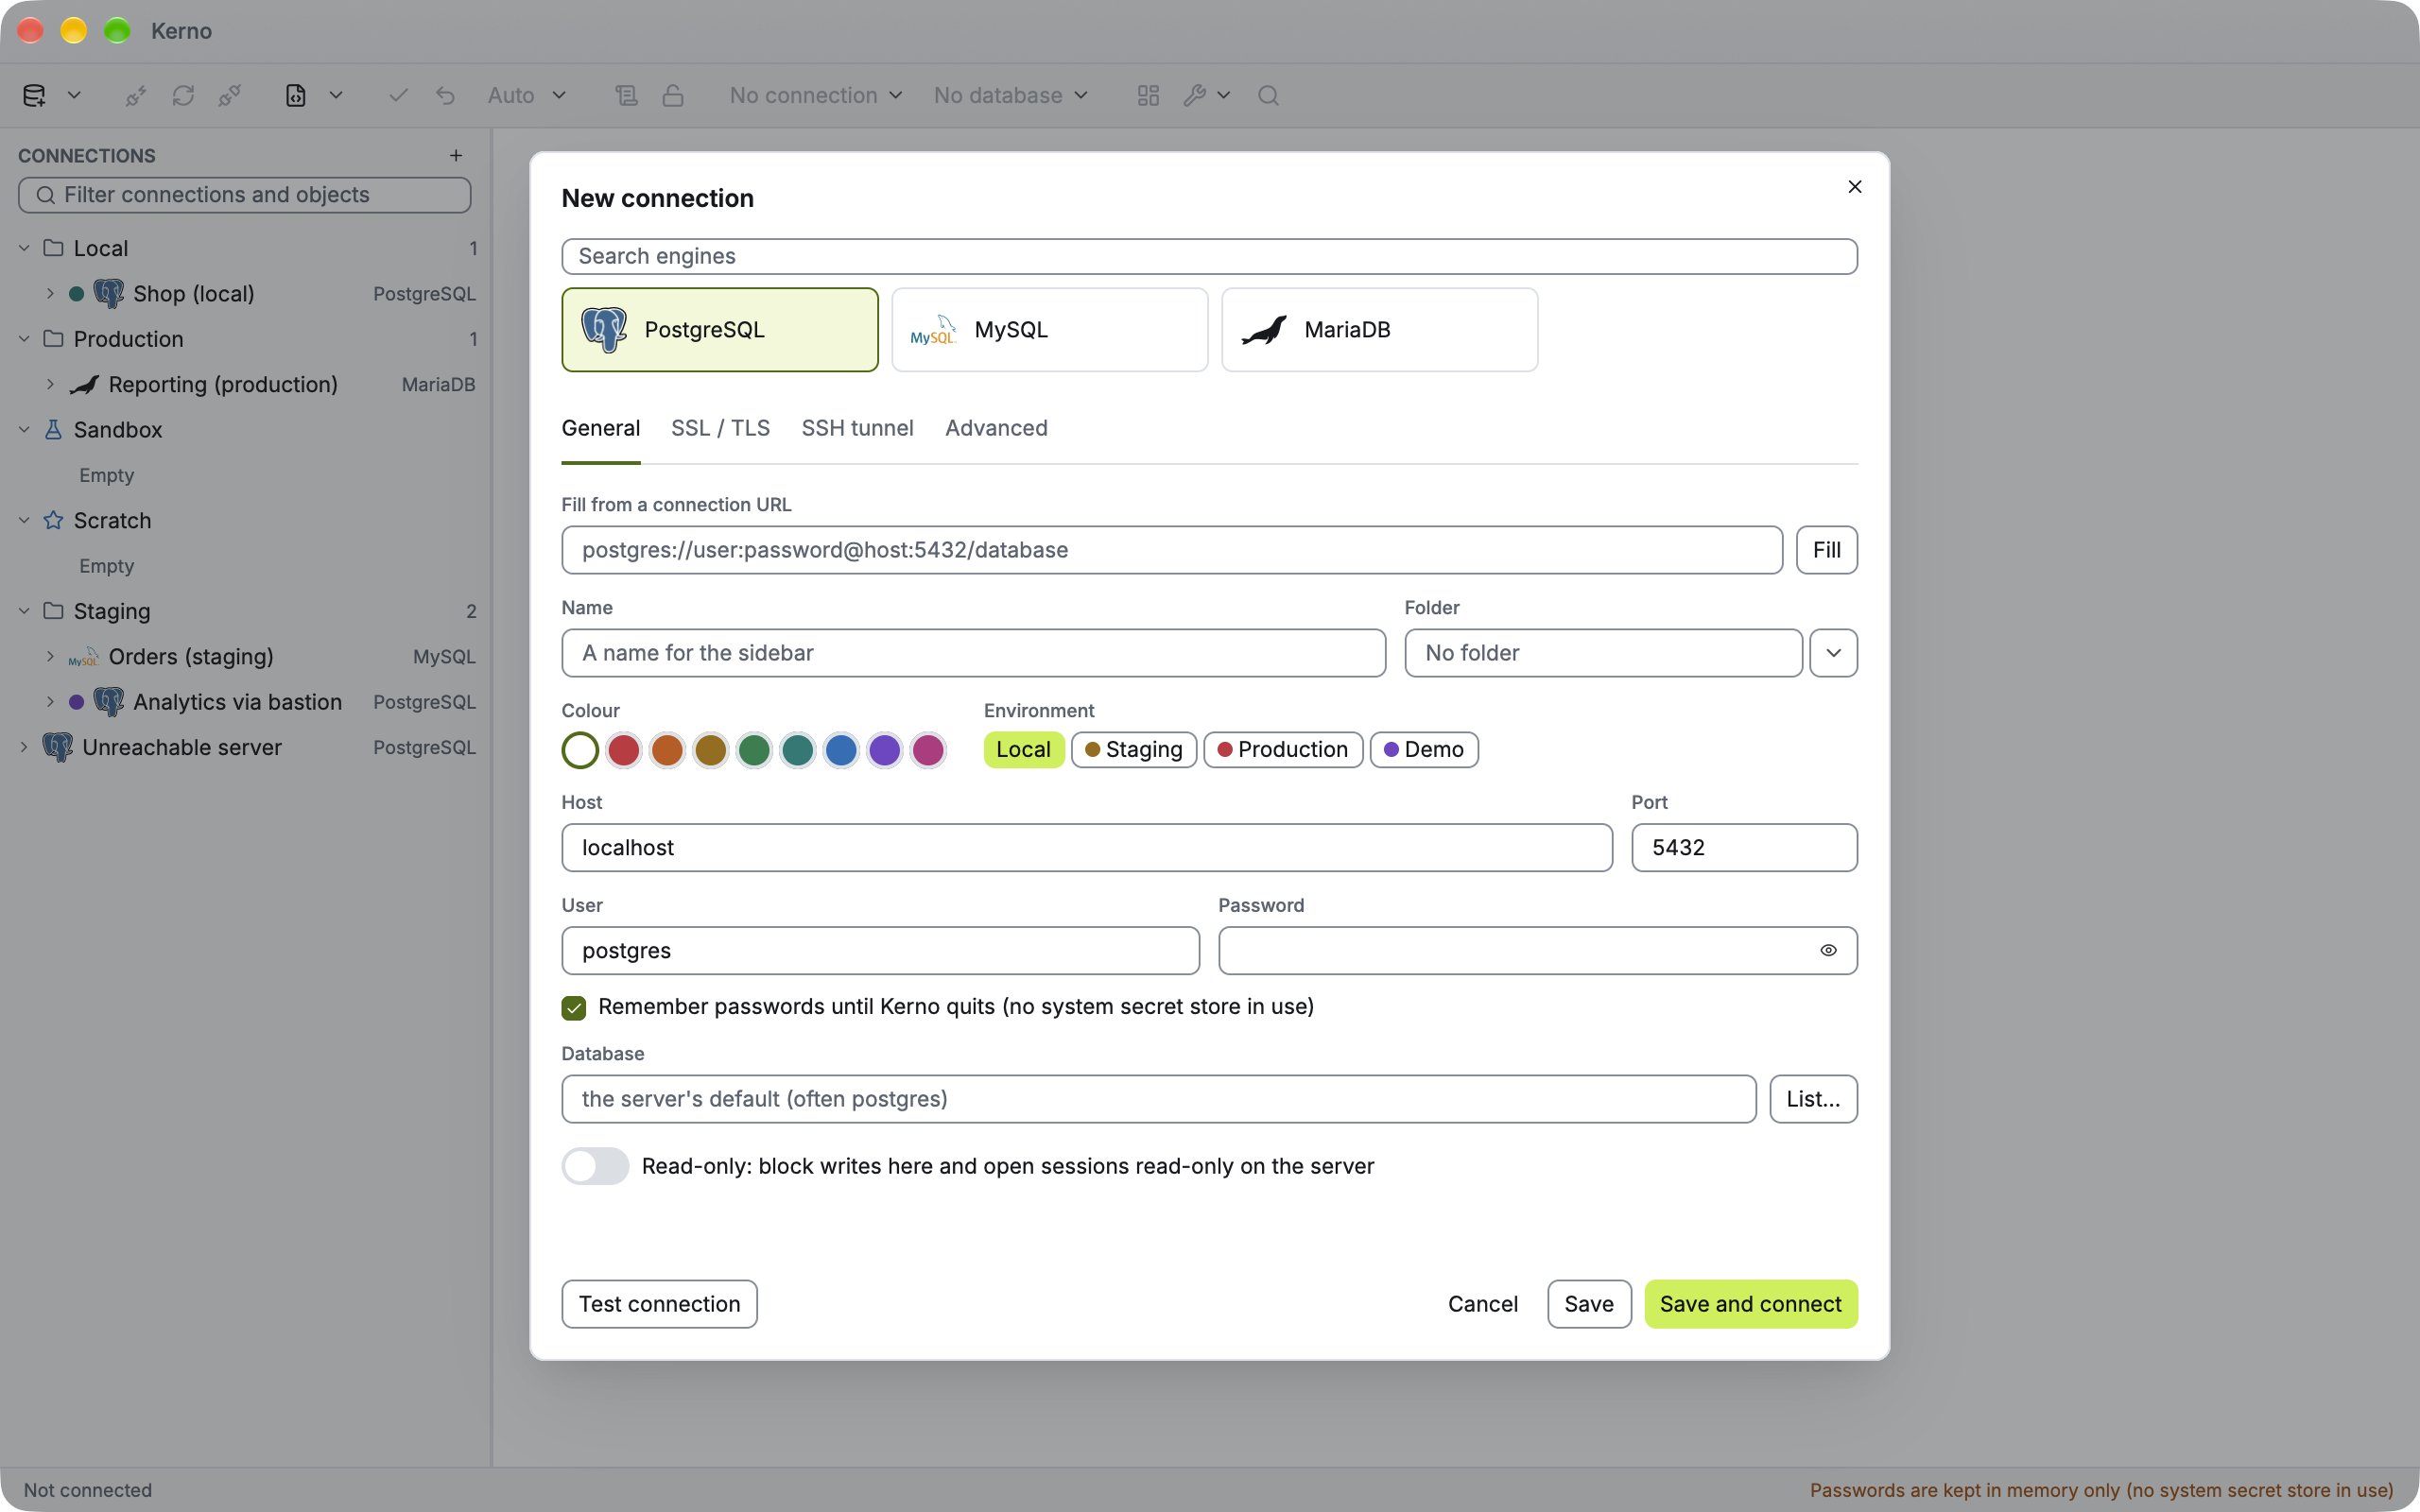 Kerno
Auto No connection No database
CONNECTIONS
Filter connections and objects
Local 1
Shop (local) PostgreSQL
Production 1
Reporting (production) MariaDB
Sandbox
Empty
Scratch
Empty
Staging 2
MySQL Orders (staging) MySQL
Analytics via bastion PostgreSQL
Unreachable server PostgreSQL
New connection
Search engines
PostgreSQL MySQL MySQL MariaDB
General SSL / TLS SSH tunnel Advanced
Fill from a connection URL
postgres://user:password@host:5432/database Fill
Name Folder
A name for the sidebar No folder
Colour Environment
Local Staging Production Demo
Host Port
localhost 5432
User Password
postgres
Remember passwords until Kerno quits (no system secret store in use)
Database
the server's default (often postgres) List...
Read-only: block writes here and open sessions read-only on the server
Test connection Cancel Save Save and connect
Not connected Passwords are kept in memory only (no system secret store in use)